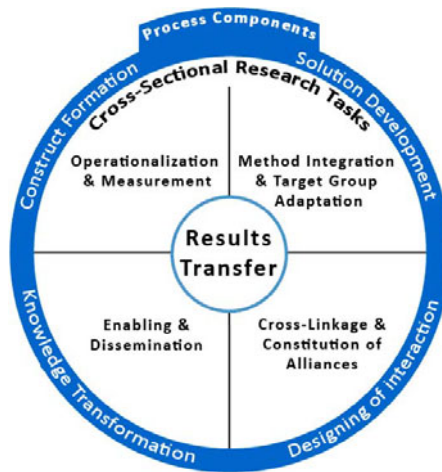 Process Components
Construct Formation
Solution Development
Cross-Sectional Research Tasks
Operationalization
& Measurement
Method Integration
& Target Group
Adaptation
Results
Transfer
Enabling &
Dissemination
Cross-Linkage &
Constitution of
Alliances
Knowledge Transformation
Designing of interaction